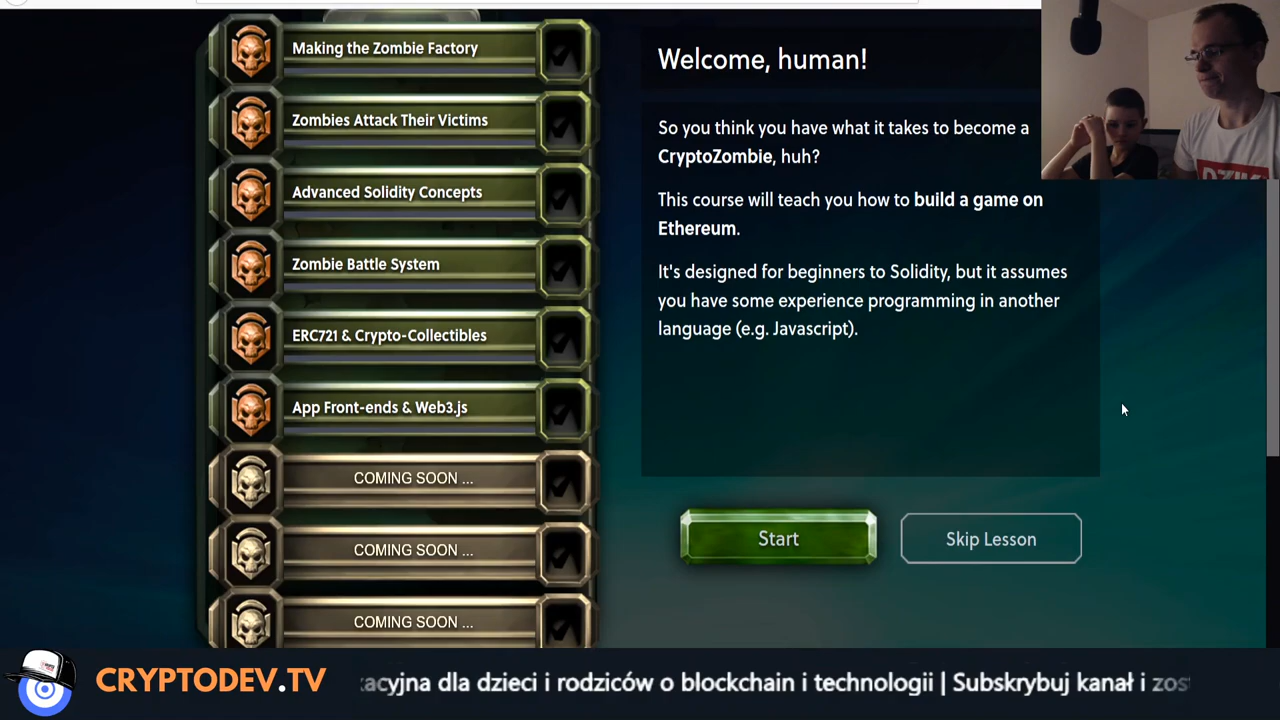 Making the Zombie Factory
Zombies Attack Their Victims
Advanced Solidity Concepts
Zombie Battle System
ERC721 & Crypto-Collectibles
App Front-ends & Web3.js
COMING SOON ...
COMING SOON ...
COMING SOON ...
Welcome, human!
So you think you have what it takes to become a
CryptoZombie, huh?
This course will teach you how to build a game on
Ethereum.
It's designed for beginners to Solidity, but it assumes
you have some experience programming in another
language (e.g. Javascript).
Start
Skip Lesson
CRYPTODEV.TV
dla dzieci i rodziców o blockchain i technologii | Subskrybuj kanał i